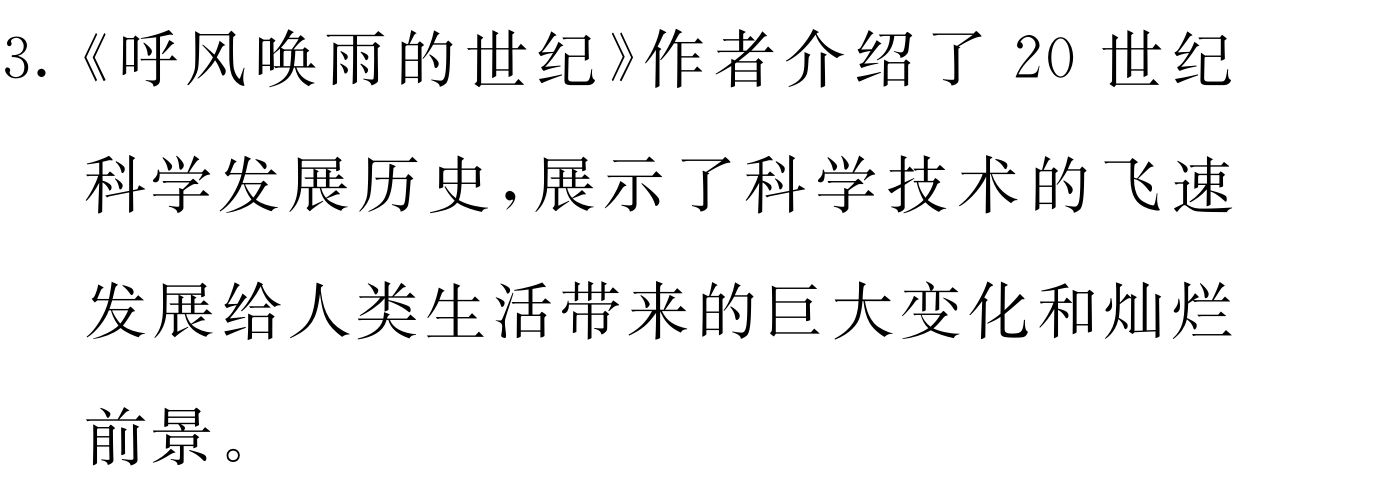 3.《呼风唤雨的世纪》作者介绍了 20 世纪
科学发展历史,展示了科学技术的飞速
发展给人类生活带来的巨大变化和灿烂
前景。